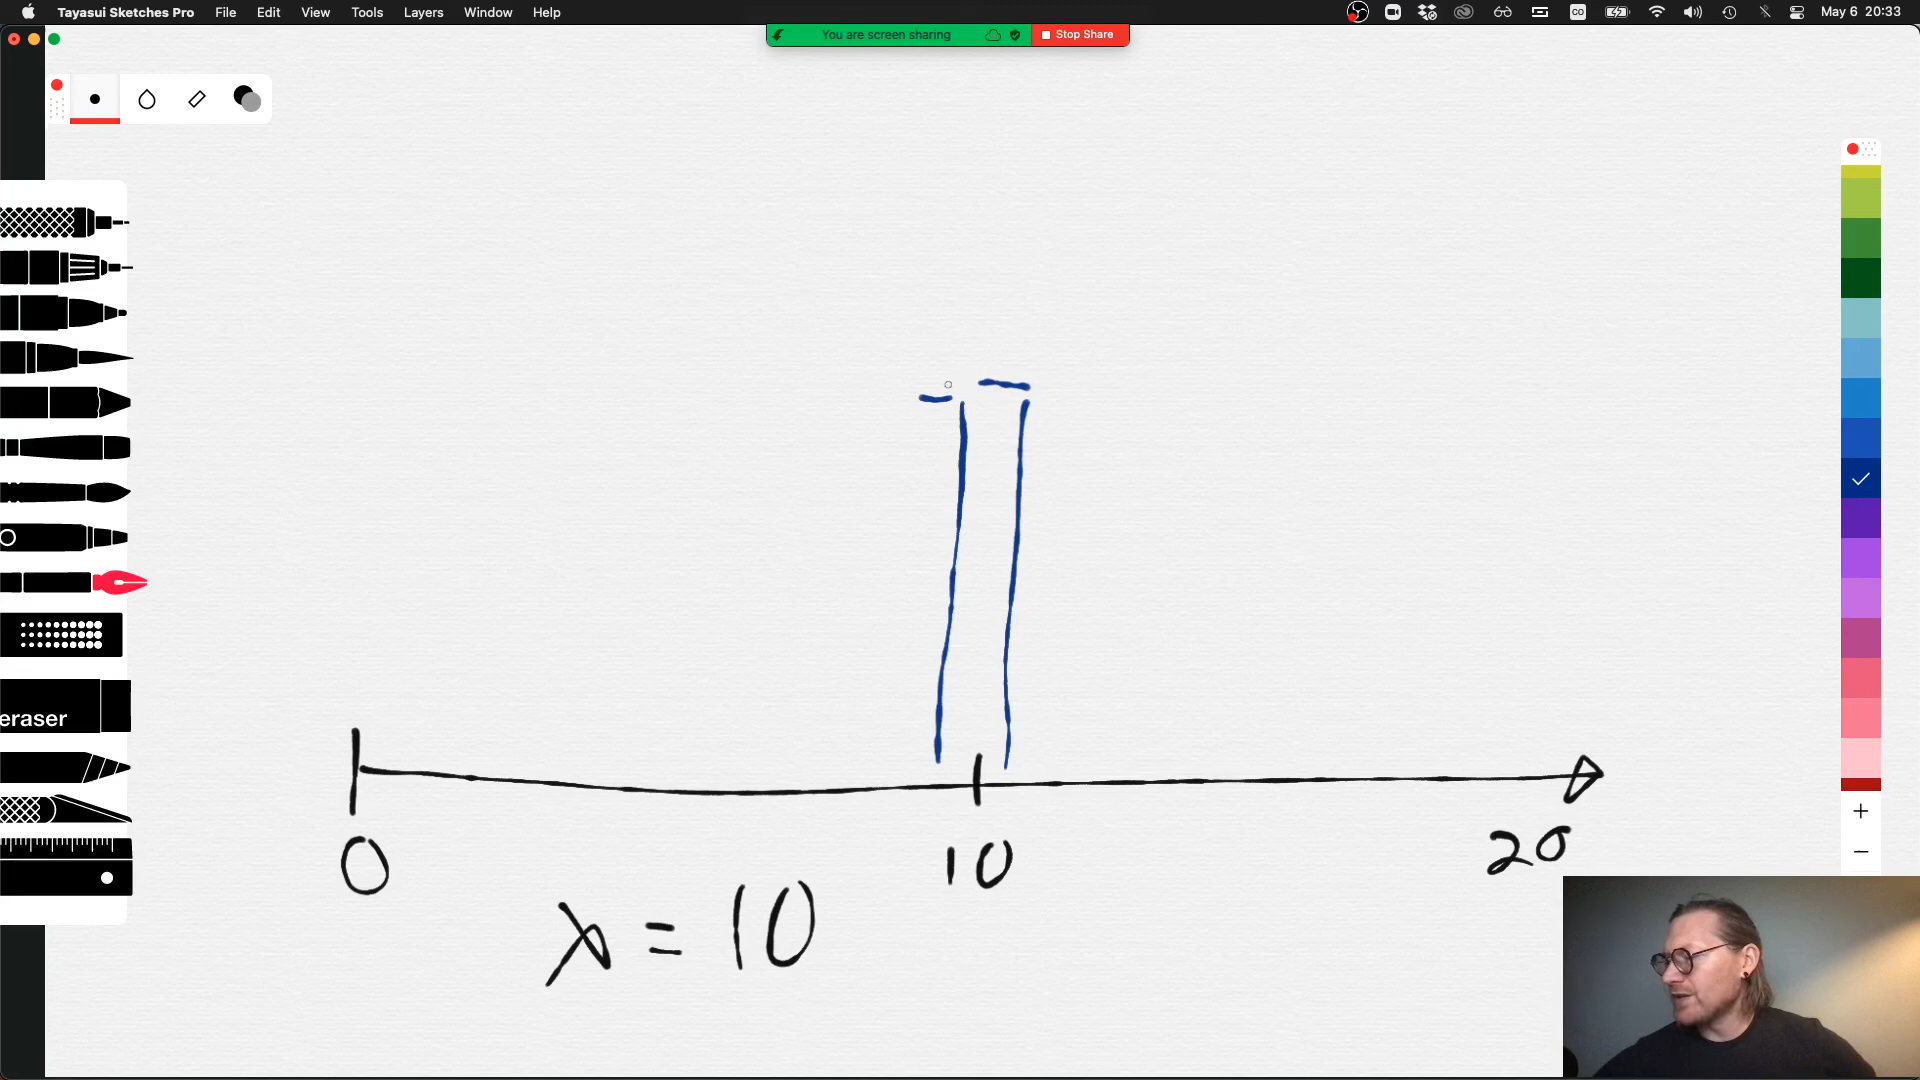 Tayasui Sketches Pro File Edit View Tools Layers Window Help May 6 20:33
You are screen sharing Stop Share
eraser
0 10 20
λ = 10